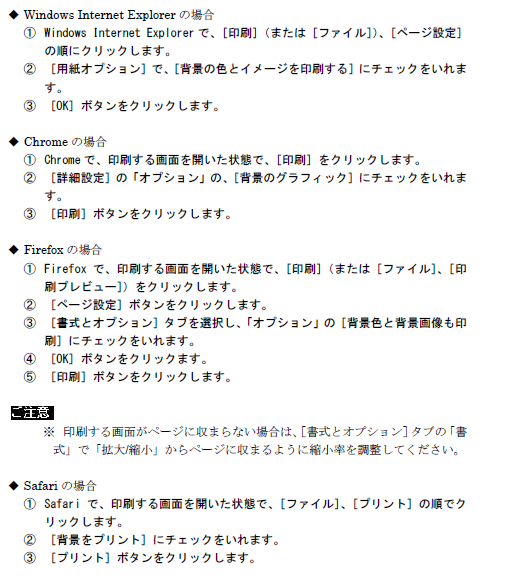 ◆ Windows Internet Explorer の場合
① Windows Internet Explorer で、[印刷]（または [ファイル]）、[ページ設定]
の順にクリックします。
② [用紙オプション] で、[背景の色とイメージを印刷する] にチェックをいれま
す。
③ [OK] ボタンをクリックします。
◆ Chrome の場合
① Chrome で、印刷する画面を開いた状態で、[印刷] をクリックします。
② [詳細設定] の「オプション」の、[背景のグラフィック] にチェックをいれま
す。
③ [印刷] ボタンをクリックします。
◆ Firefox の場合
① Firefox で、印刷する画面を開いた状態で、[印刷]（または [ファイル]、[印
刷プレビュー]）をクリックします。
② [ページ設定] ボタンをクリックします。
③ [書式とオプション] タブを選択し、「オプション」の [背景色と背景画像も印
刷] にチェックをいれます。
④ [OK] ボタンをクリックます。
⑤ [印刷] ボタンをクリックします。
ご注意
※ 印刷する画面がページに収まらない場合は、[書式とオプション] タブの「書
式」で「拡大/縮小」からページに収まるように縮小率を調整してください。
◆ Safari の場合
① Safari で、印刷する画面を開いた状態で、[ファイル]、[プリント] の順でク
リックします。
② [背景をプリント] にチェックをいれます。
③ [プリント] ボタンをクリックします。